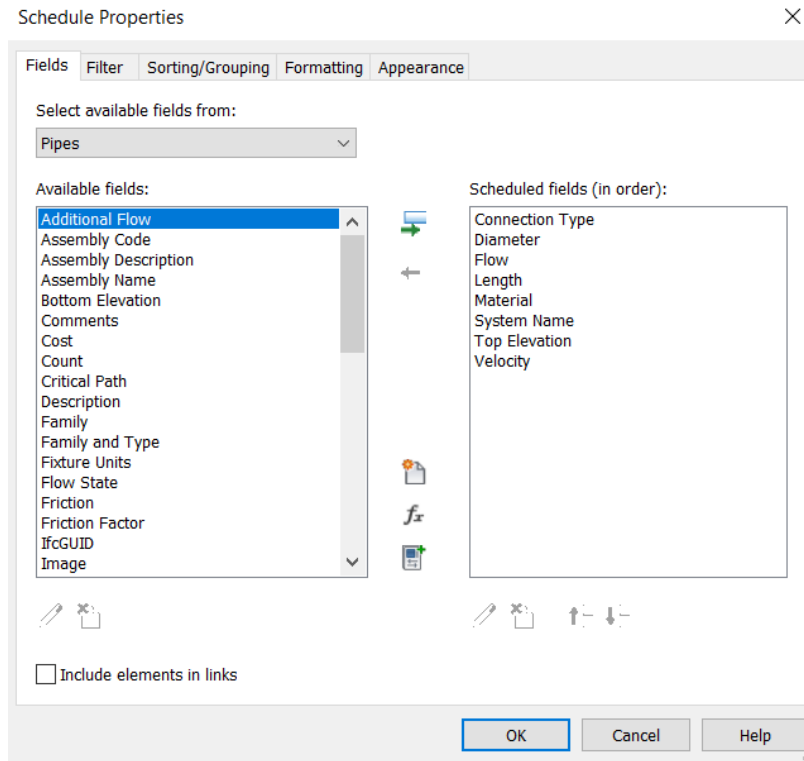 Schedule Properties
Fields Filter Sorting/Grouping Formatting Appearance
Select available fields from:
Pipes
Available fields:
Additional Flow
Assembly Code
Assembly Description
Assembly Name
Bottom Elevation
Comments
Cost
Count
Critical Path
Description
Family
Family and Type
Fixture Units
Flow State
Friction
Friction Factor
IfcGUID
Image
fx
Scheduled fields (in order):
Connection Type
Diameter
Flow
Length
Material
System Name
Top Elevation
Velocity
Include elements in links
OK Cancel Help